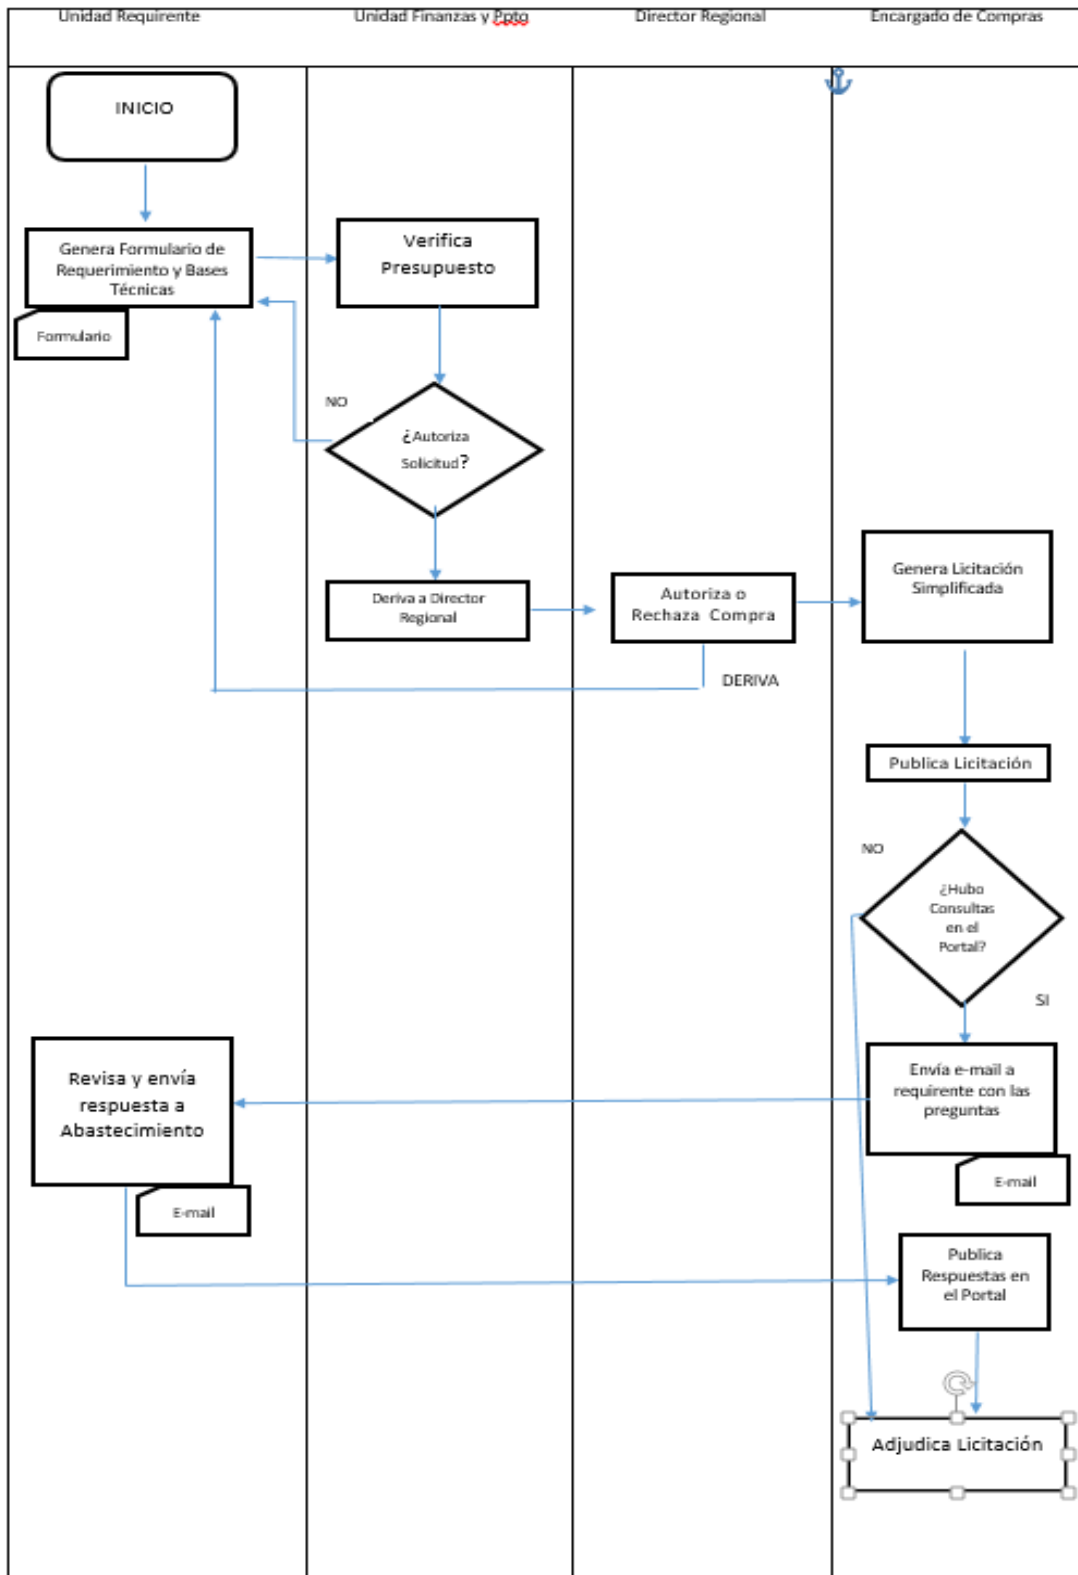 Unidad Requirente
Unidad Finanzas y Ppto
Director Regional
Encargado de Compras
INICIO
Genera Formulario de
Requerimiento y Bases
Técnicas
Formulario
Verifica
Presupuesto
NO
¿Autoriza
Solicitud?
Deriva a Director
Regional
Autoriza o
Rechaza Compra
DERIVA
Genera Licitación
Simplificada
Publica Licitación
NO
¿Hubo
Consultas
en el
Portal?
SI
Envía e-mail a
requirente con las
preguntas
E-mail
Revisa y envía
respuesta a
Abastecimiento
E-mail
Publica
Respuestas en
el Portal
Adjudica Licitación